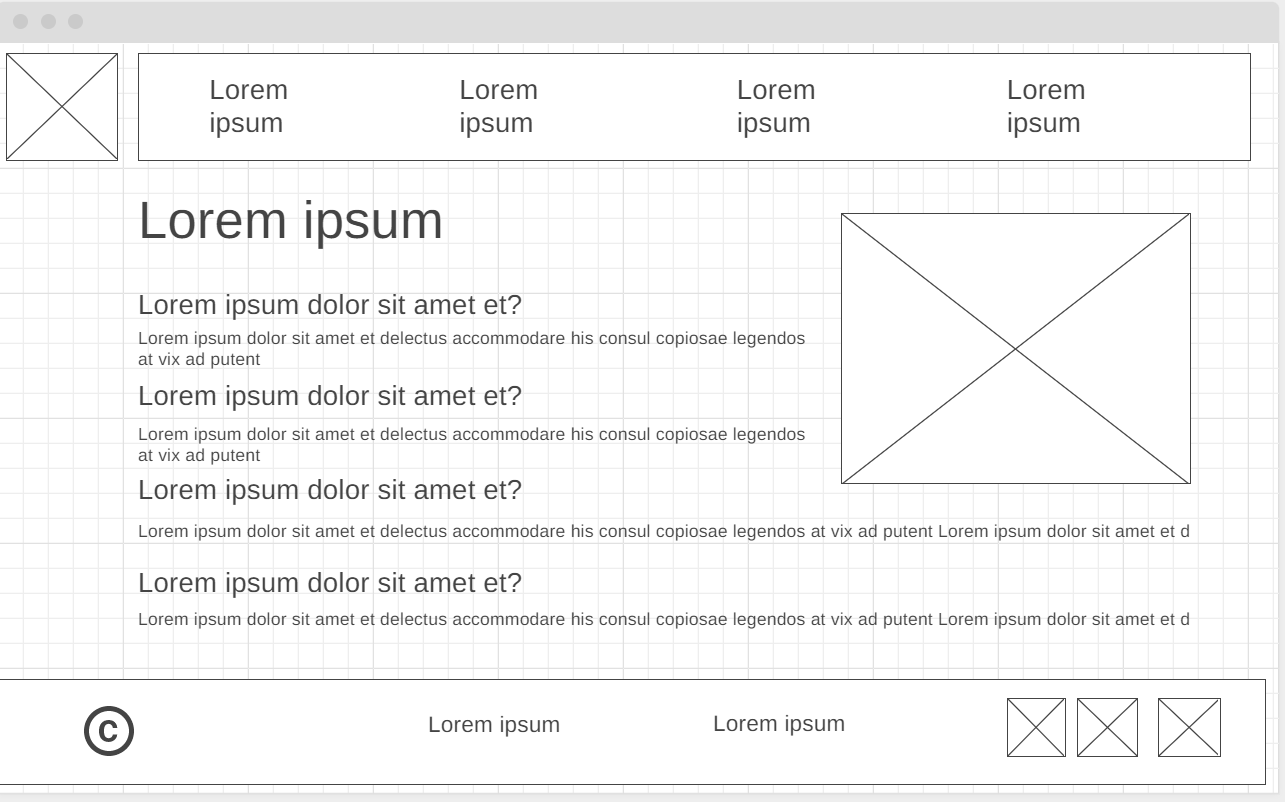 Lorem
ipsum
Lorem
ipsum
Lorem
ipsum
Lorem
ipsum
Lorem ipsum
Lorem ipsum dolor sit amet et?
Lorem ipsum dolor sit amet et delectus accommodare his consul copiosae legendos
at vix ad putent
Lorem ipsum dolor sit amet et?
Lorem ipsum dolor sit amet et delectus accommodare his consul copiosae legendos
at vix ad putent
Lorem ipsum dolor sit amet et?
Lorem ipsum dolor sit amet et delectus accommodare his consul copiosae legendos at vix ad putent Lorem ipsum dolor sit amet et d
Lorem ipsum dolor sit amet et?
Lorem ipsum dolor sit amet et delectus accommodare his consul copiosae legendos at vix ad putent Lorem ipsum dolor sit amet et d
©
Lorem ipsum
Lorem ipsum